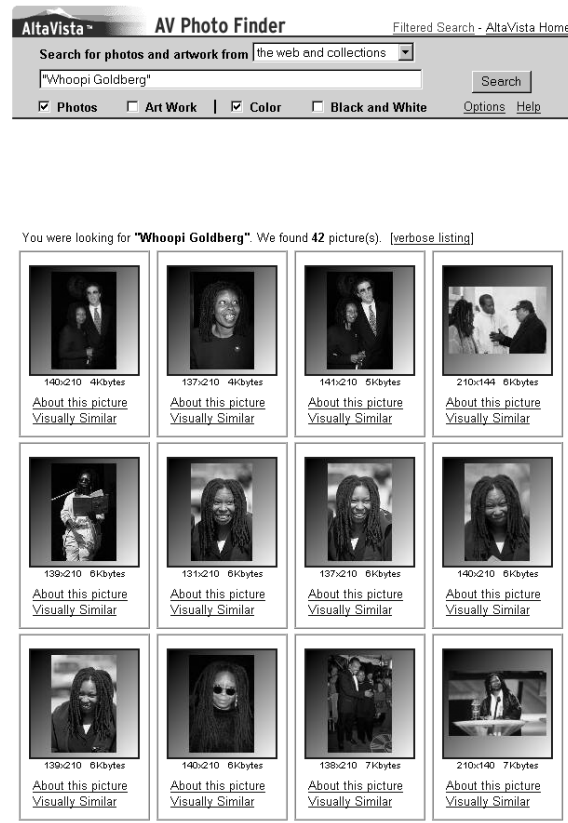 AltaVista™ AV Photo Finder Filtered Search - AltaVista Home
Search for photos and artwork from the web and collections
"Whoopi Goldberg" Search
Photos Art Work | Color Black and White Options Help
You were looking for "Whoopi Goldberg". We found 42 picture(s). [verbose listing]
140x210 4Kbytes 137x210 4Kbytes 141x210 5Kbytes 210x144 6Kbytes
About this picture About this picture About this picture About this picture
Visually Similar Visually Similar Visually Similar Visually Similar
139x210 6Kbytes 131x210 6Kbytes 137x210 6Kbytes 140x210 6Kbytes
About this picture About this picture About this picture About this picture
Visually Similar Visually Similar Visually Similar Visually Similar
139x210 6Kbytes 140x210 6Kbytes 138x210 7Kbytes 210x140 7Kbytes
About this picture About this picture About this picture About this picture
Visually Similar Visually Similar Visually Similar Visually Similar